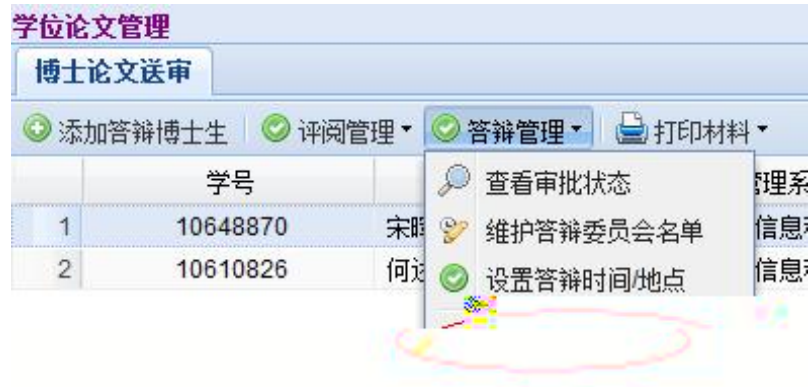 学位论文管理
博士论文送审
添加答辩博士生 评阅管理 答辩管理 打印材料
学号
查看审批状态
管理系
1 10648870 宋
维护答辩委员会名单
信息
2 10610826 何
设置答辩时间/地点
信息